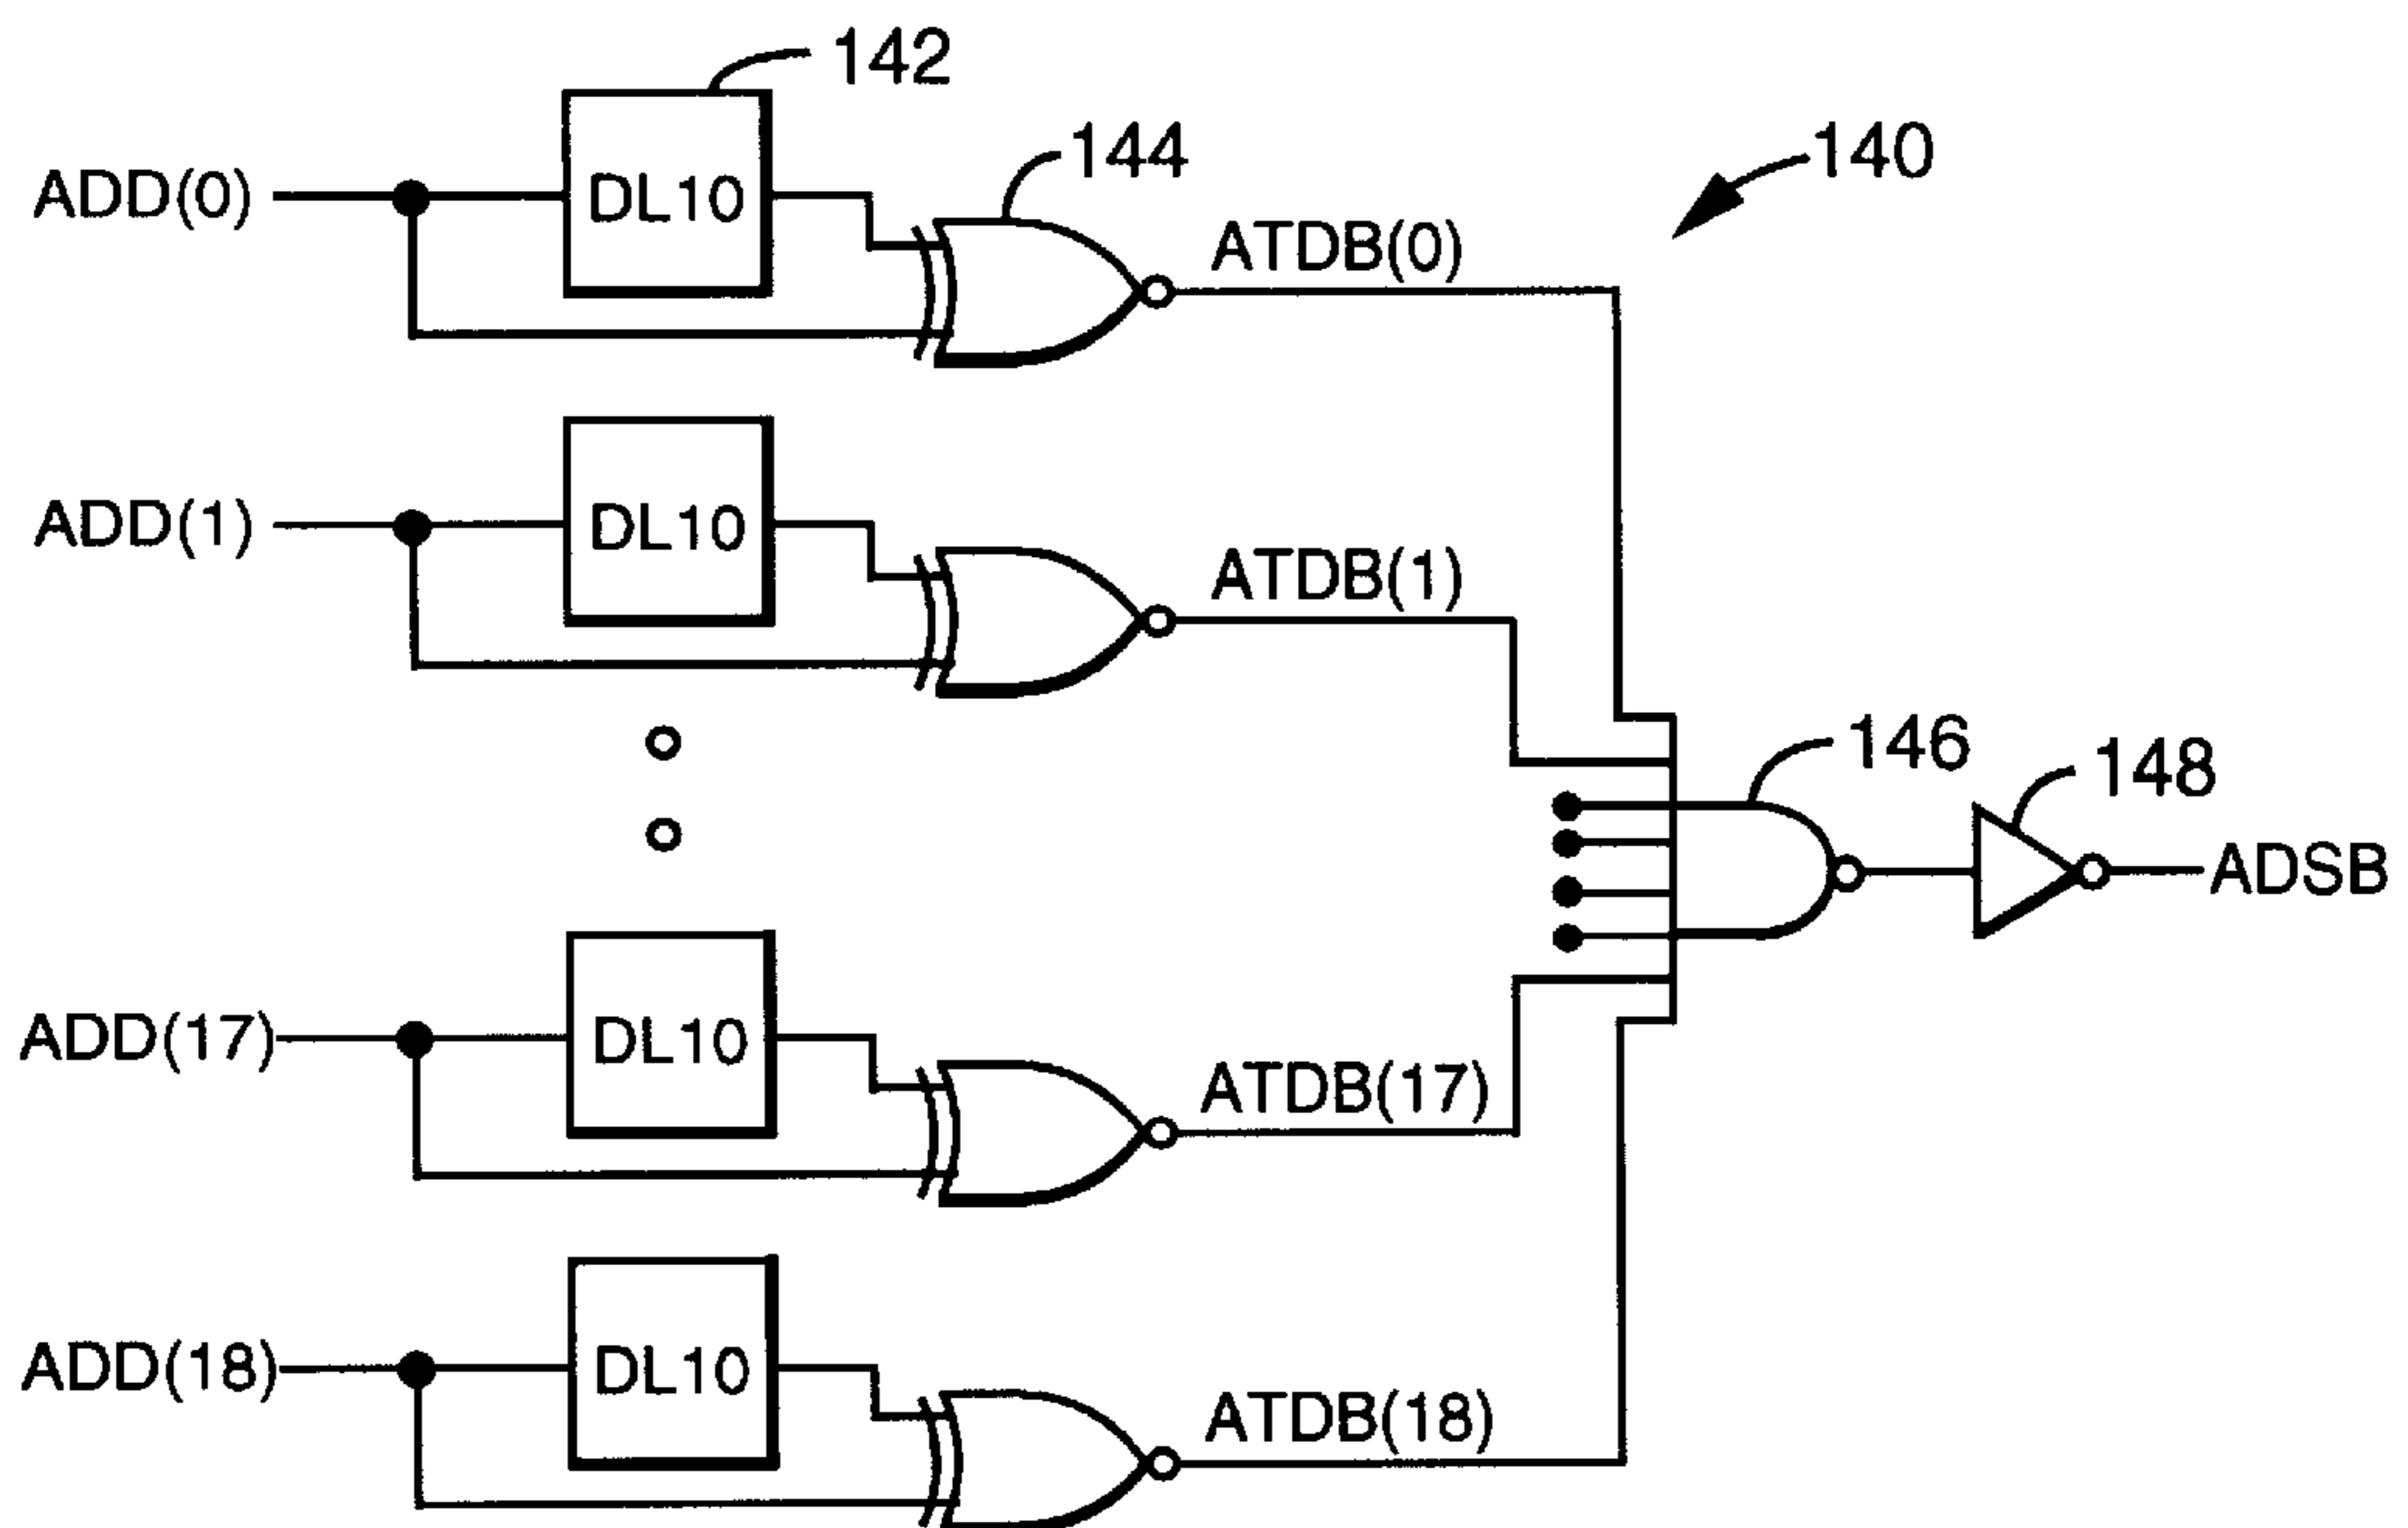 142
144
140
ADD(0)
DL10
ATDB(0)
ADD(1)
DL10
ATDB(1)
146
148
ADSB
ADD(17)
DL10
ATDB(17)
ADD(18)
DL10
ATDB(18)